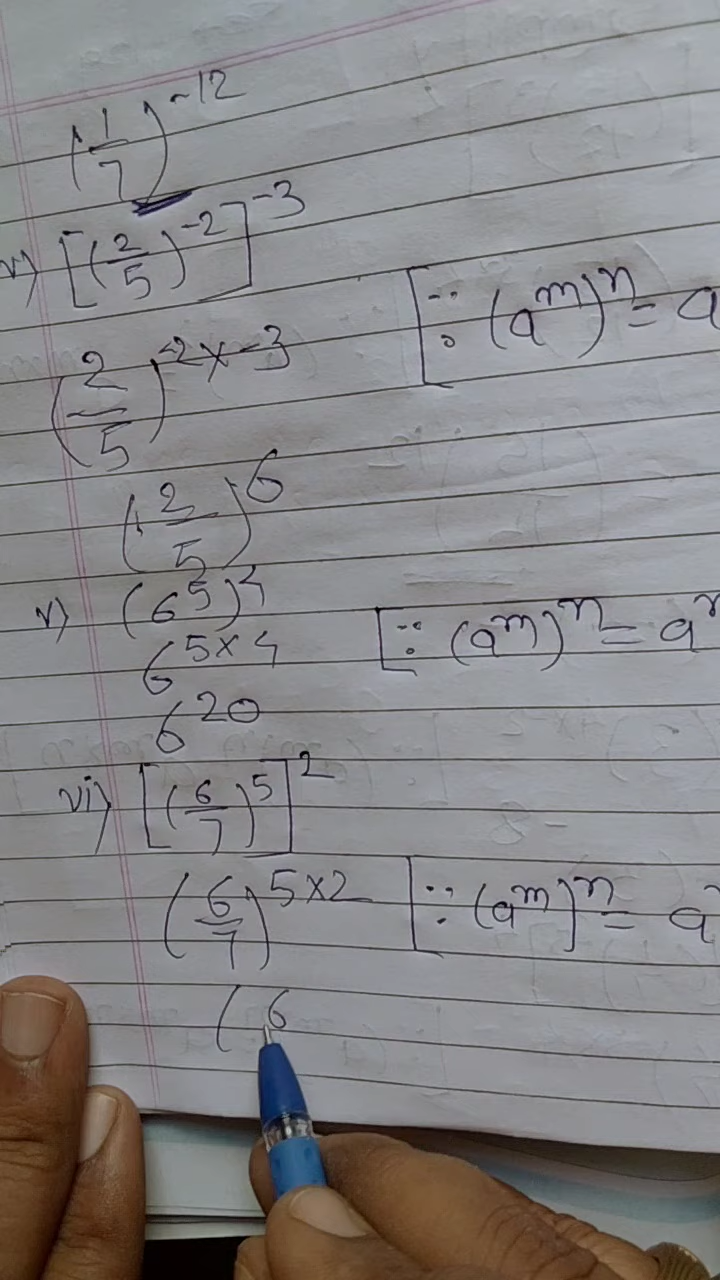 (1/7)^-12
iv) [(2/5)^-2]^-3
[∵ (a^m)^n = a
(2/5)^-2×-3
(2/5)^6
v) (6^5)^4
6^5×4 [∵ (a^m)^n = a^n
6^20
vi) [(6/7)^5]^2
(6/7)^5×2 [∵ (a^m)^n = a
(6